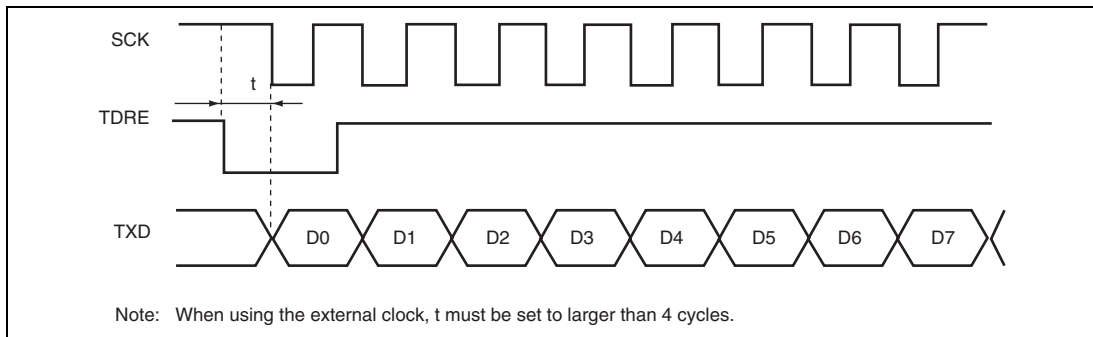 SCK
t
TDRE
TXD
D0 D1 D2 D3 D4 D5 D6 D7
Note: When using the external clock, t must be set to larger than 4 cycles.